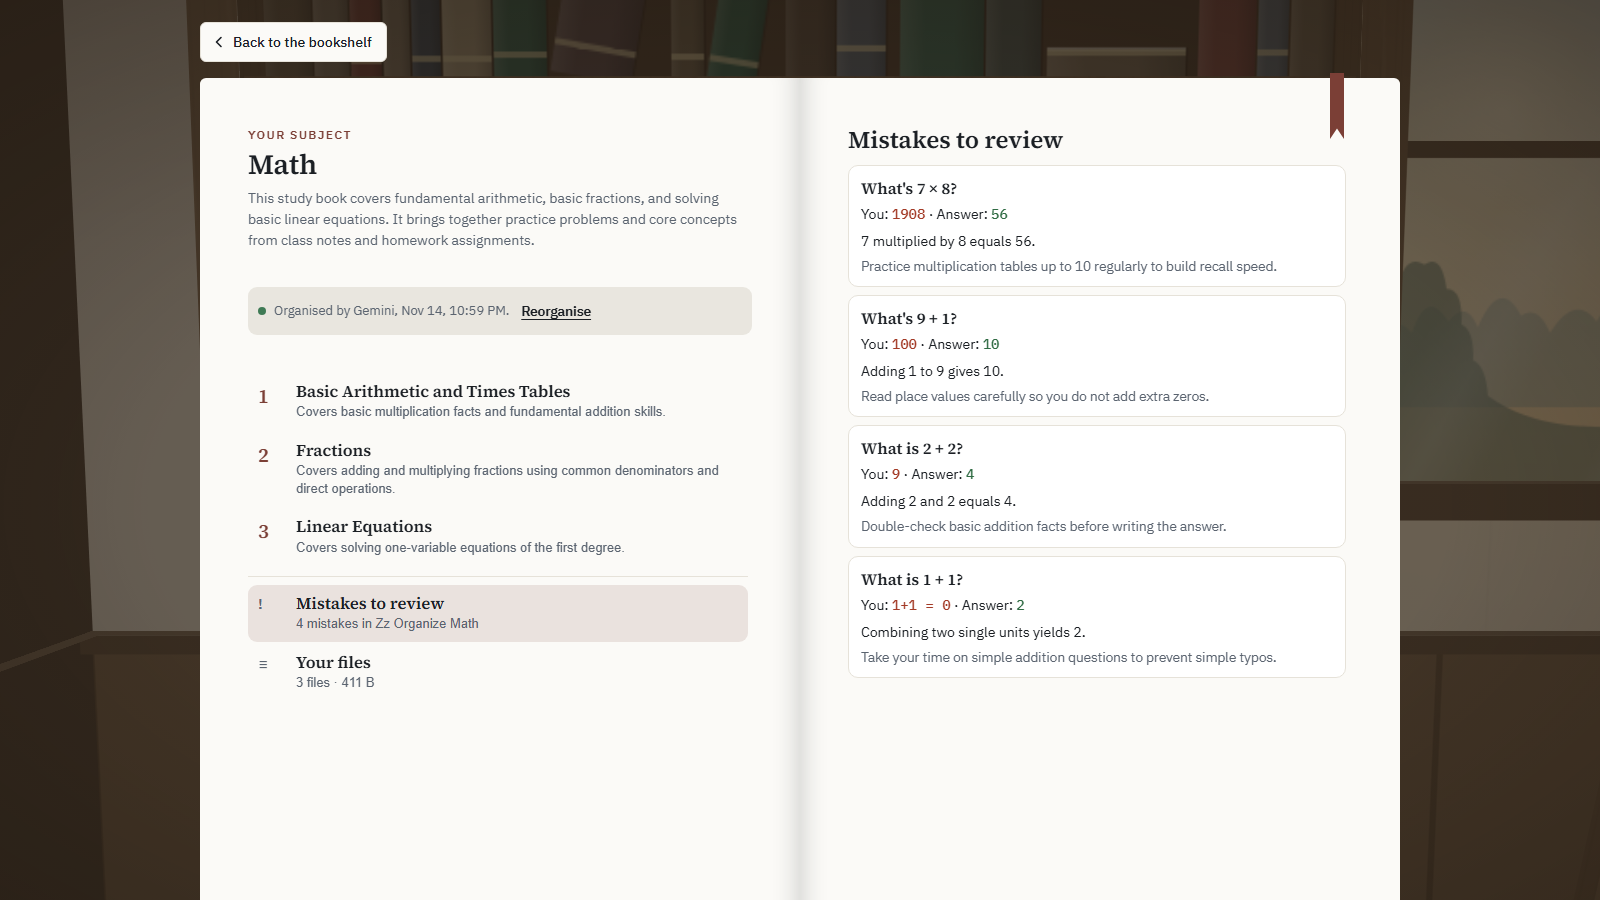 Back to the bookshelf
YOUR SUBJECT
Math
This study book covers fundamental arithmetic, basic fractions, and solving
basic linear equations. It brings together practice problems and core concepts
from class notes and homework assignments.
Organised by Gemini, Nov 14, 10:59 PM. Reorganise
1 Basic Arithmetic and Times Tables
Covers basic multiplication facts and fundamental addition skills.
2 Fractions
Covers adding and multiplying fractions using common denominators and
direct operations.
3 Linear Equations
Covers solving one-variable equations of the first degree.
! Mistakes to review
4 mistakes in Zz Organize Math
Your files
3 files · 411 B
Mistakes to review
What's 7 × 8?
You: 1908 · Answer: 56
7 multiplied by 8 equals 56.
Practice multiplication tables up to 10 regularly to build recall speed.
What's 9 + 1?
You: 100 · Answer: 10
Adding 1 to 9 gives 10.
Read place values carefully so you do not add extra zeros.
What is 2 + 2?
You: 9 · Answer: 4
Adding 2 and 2 equals 4.
Double-check basic addition facts before writing the answer.
What is 1 + 1?
You: 1+1 = 0 · Answer: 2
Combining two single units yields 2.
Take your time on simple addition questions to prevent simple typos.